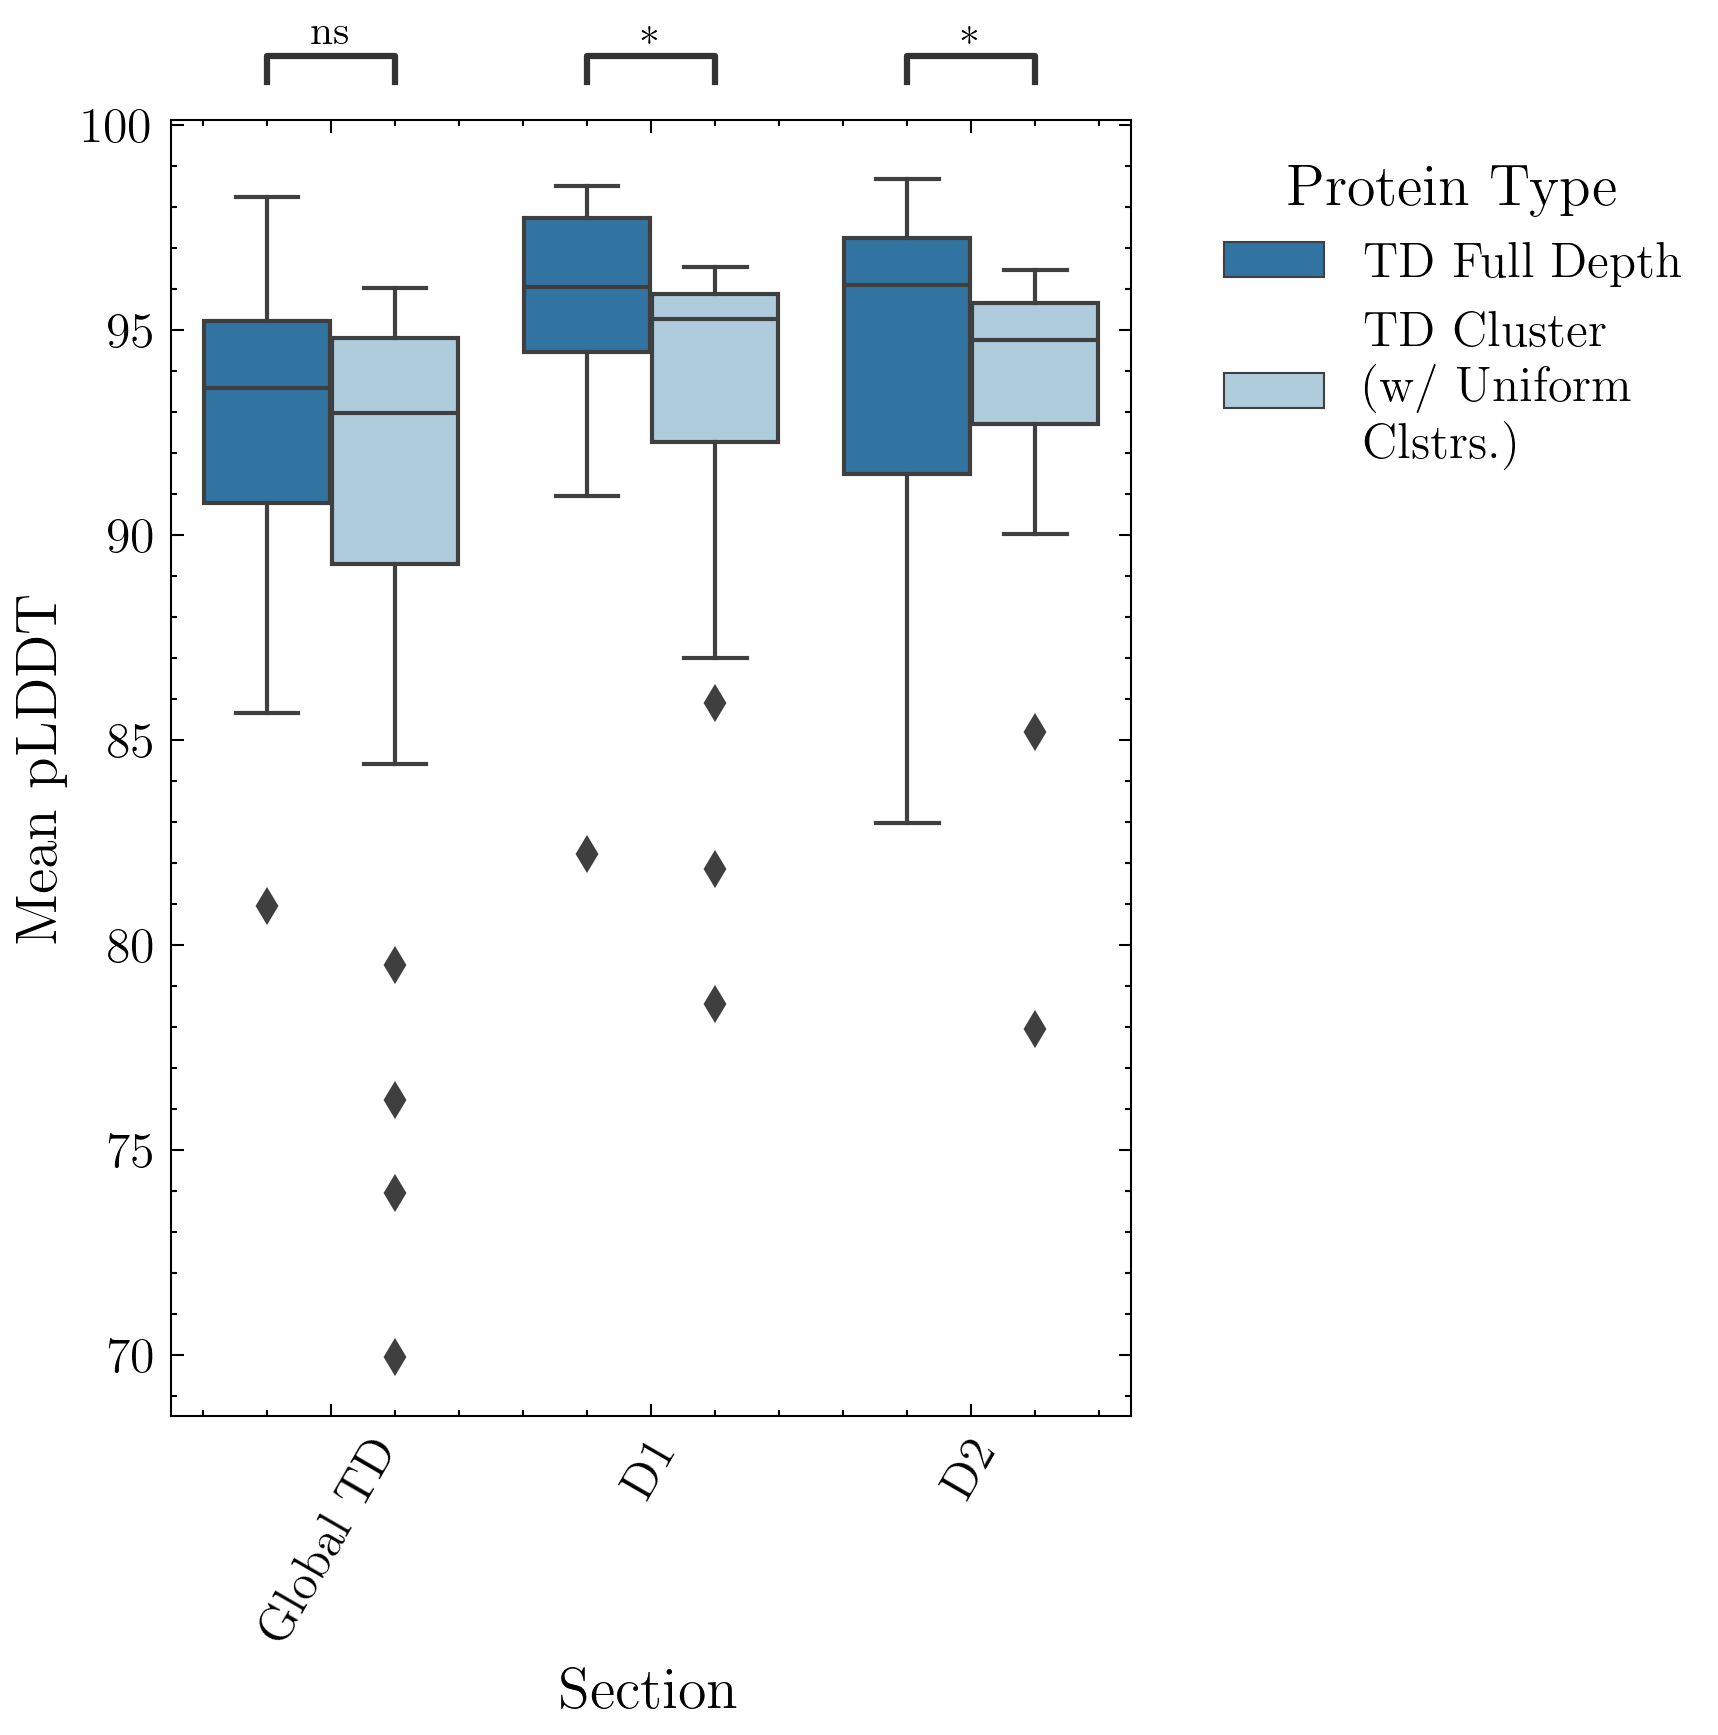 ns
*
*
100
95
90
85
80
75
70
Mean pLDDT
Global TD
D1
D2
Section
Protein Type
TD Full Depth
TD Cluster
(w/ Uniform
Clstrs.)